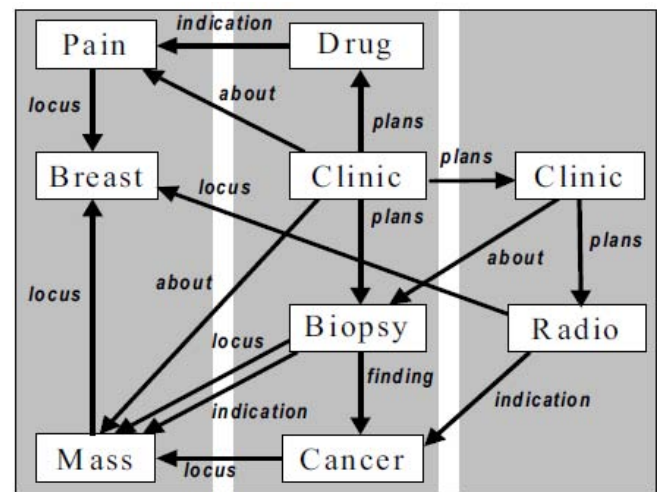 indication
Pain Drug
locus about plans
plans
Breast locus Clinic Clinic
plans plans
about
locus about
Biopsy Radio
locus
finding
indication indication
Mass locus Cancer